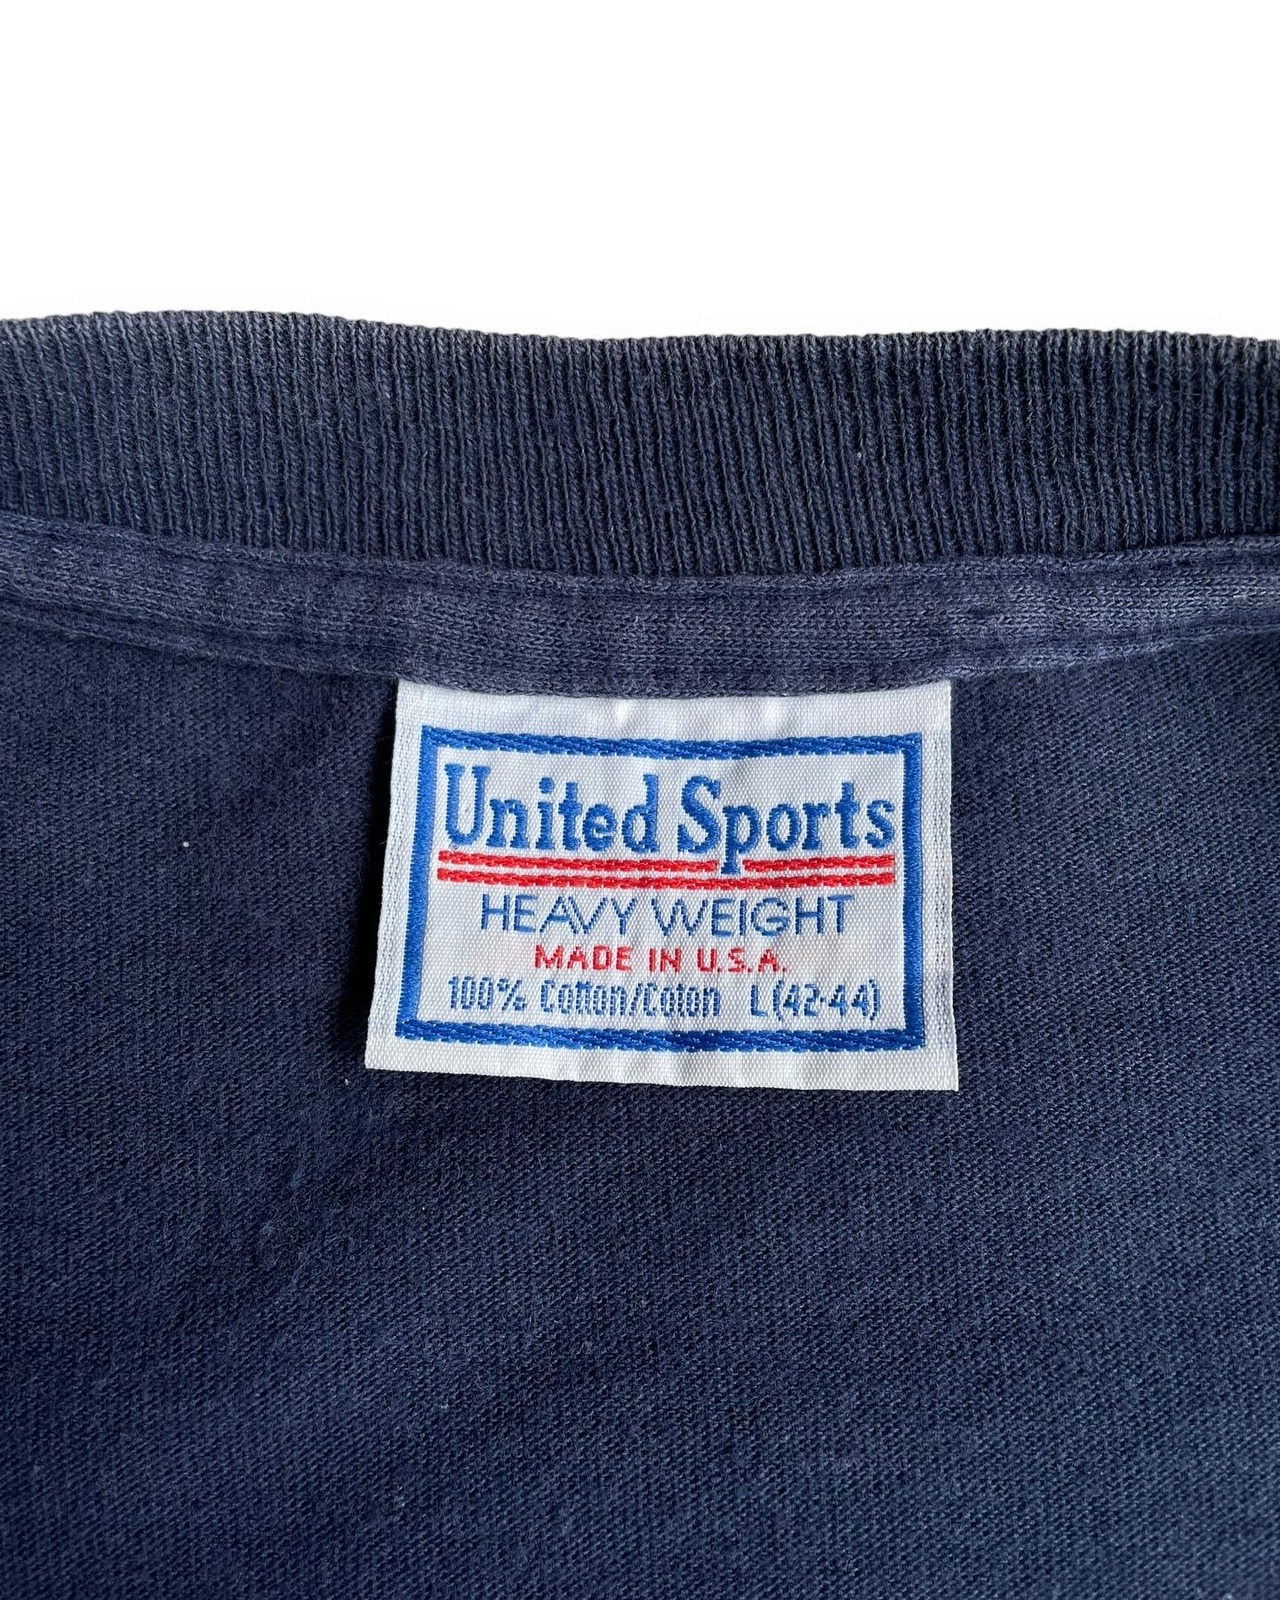 United Sports
HEAVY WEIGHT
MADE IN U.S.A.
100% Cotton/Coton L(42-44)